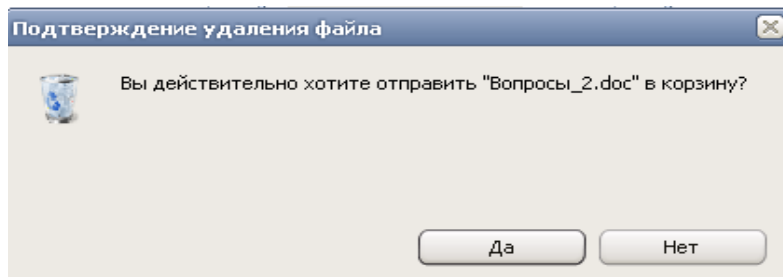 Подтверждение удаления файла
Вы действительно хотите отправить "Вопросы_2.doc" в корзину?
Да
Нет